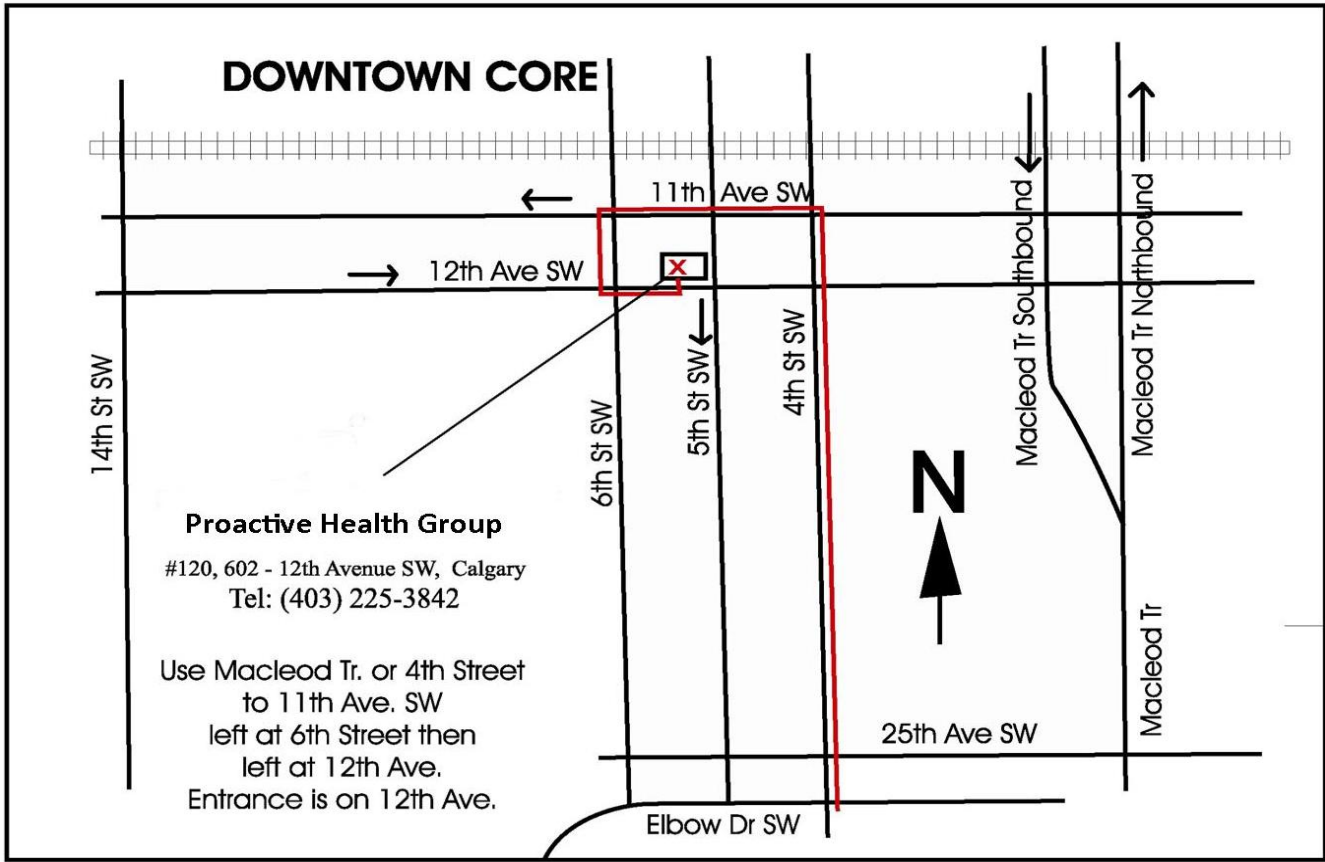 DOWNTOWN CORE
11th Ave SW
12th Ave SW
X
14th St SW
6th St SW
5th St SW
4th St SW
Macleod Tr Southbound
Macleod Tr Northbound
N
Proactive Health Group
#120, 602 - 12th Avenue SW, Calgary
Tel: (403) 225-3842
Use Macleod Tr. or 4th Street
to 11th Ave. SW
left at 6th Street then
left at 12th Ave.
Entrance is on 12th Ave.
Macleod Tr
25th Ave SW
Elbow Dr SW